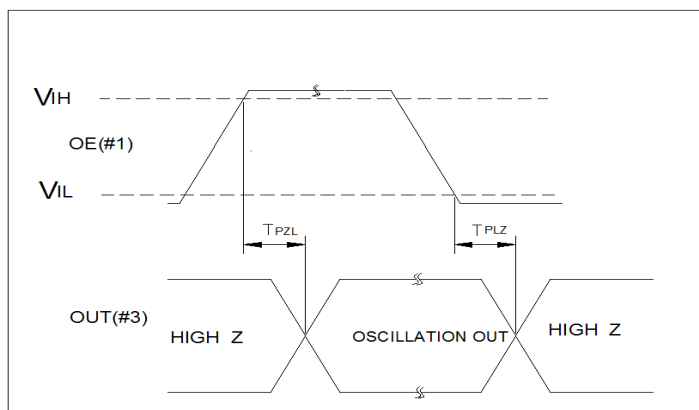 VIH
OE(#1)
VIL
TPZL
TPLZ
OUT(#3)
HIGH Z
OSCILLATION OUT
HIGH Z